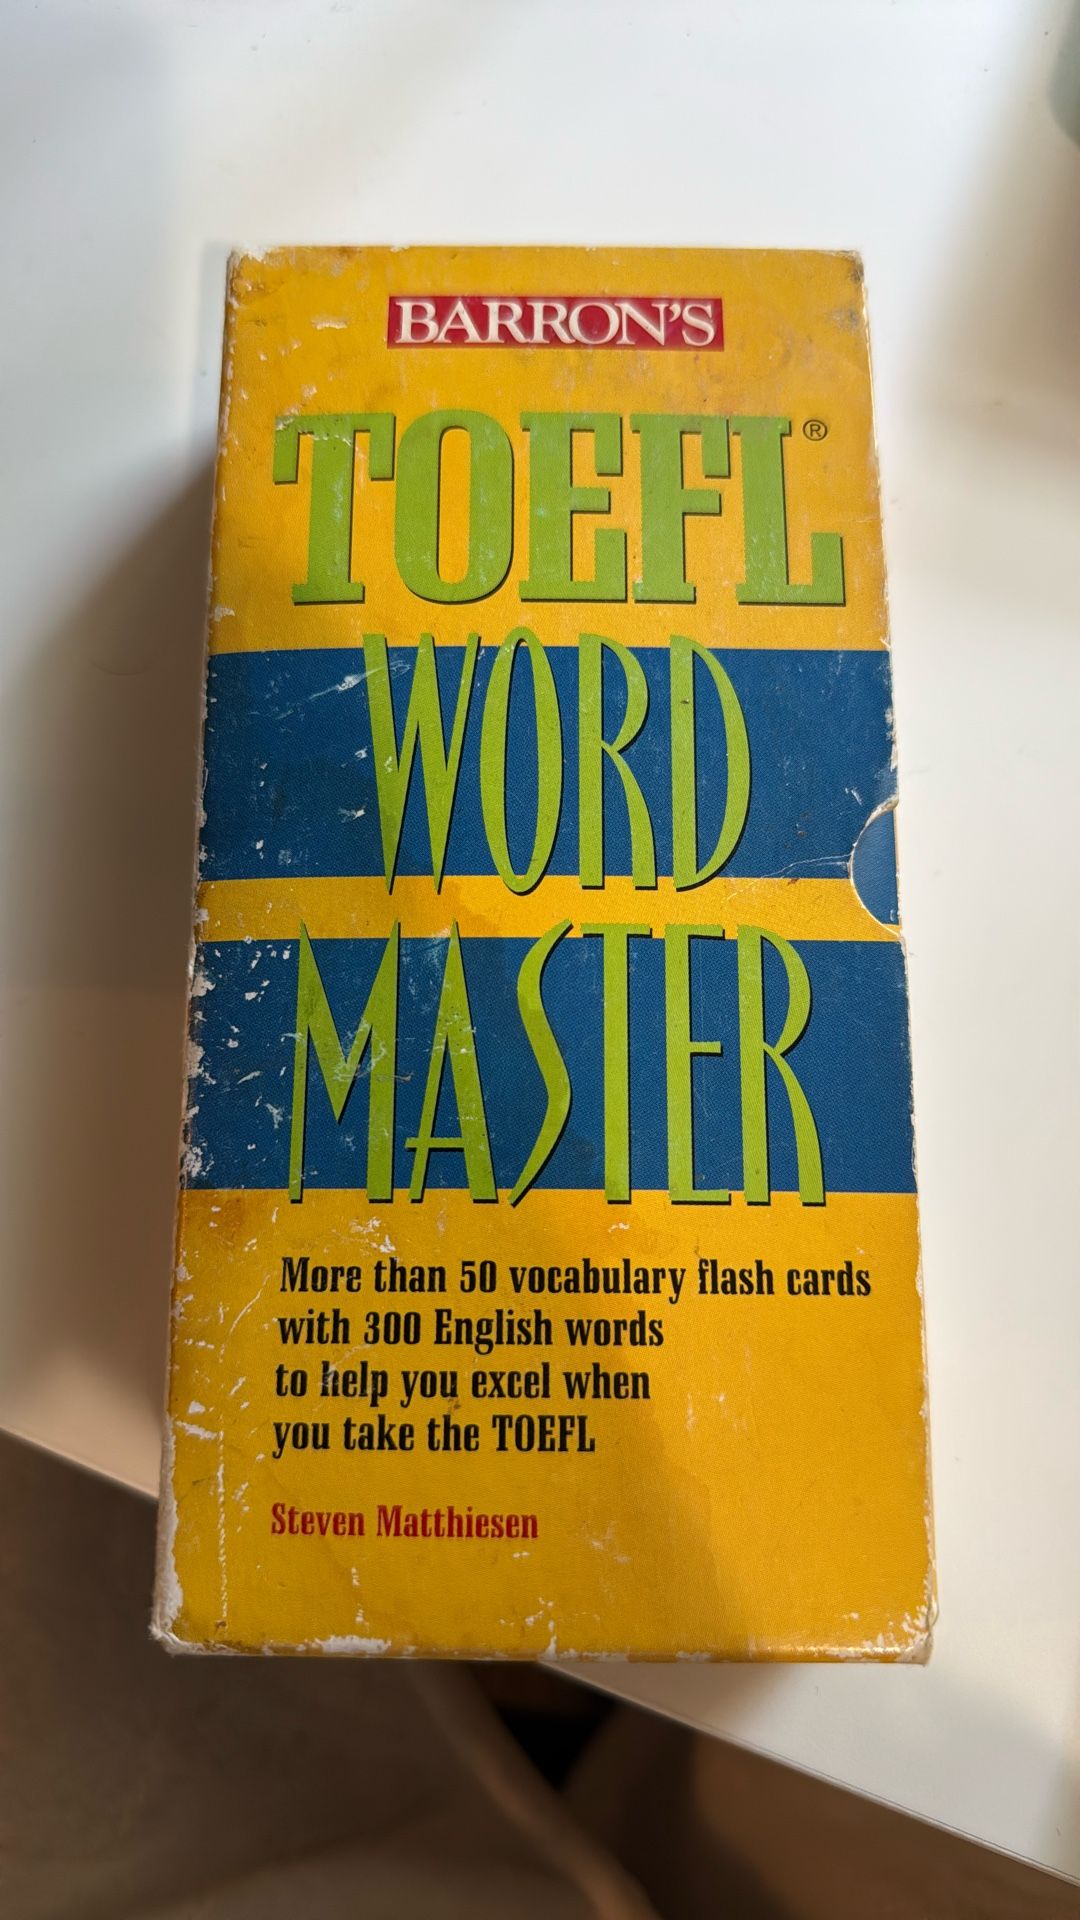 BARRON'S
TOEFL®
WORD
MASTER
More than 50 vocabulary flash cards
with 300 English words
to help you excel when
you take the TOEFL
Steven Matthiesen